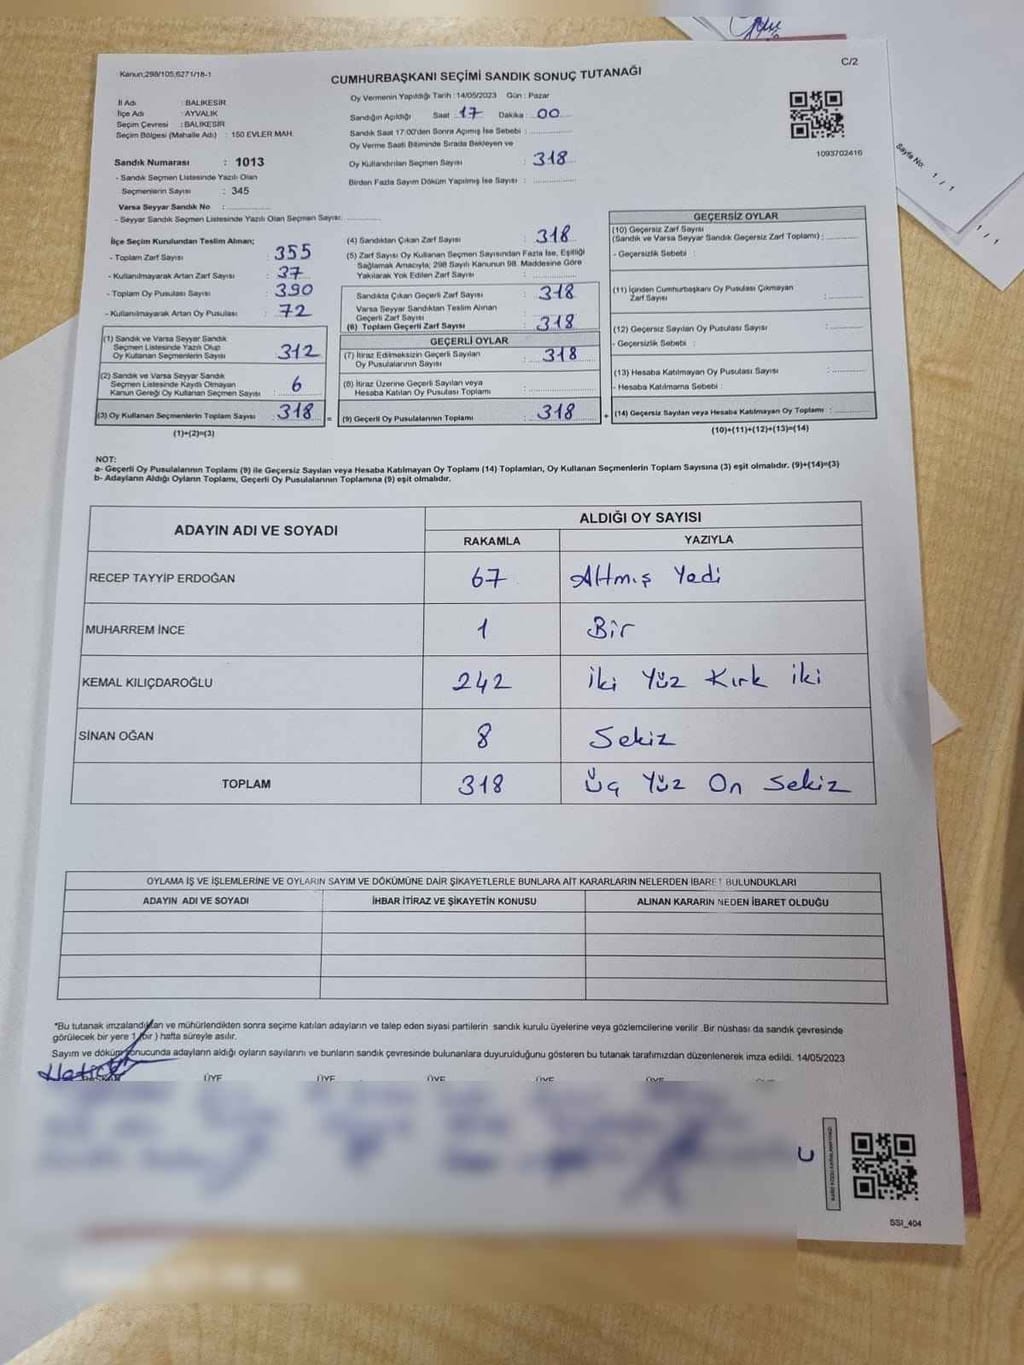 Kanun;298/105,6271/18-1
C/2
CUMHURBAŞKANI SEÇİMİ SANDIK SONUÇ TUTANAĞI
İl Adı : BALIKESİR
İlçe Adı : AYVALIK
Seçim Çevresi : BALIKESİR
Seçim Bölgesi (Mahalle Adı) : 150 EVLER MAH.
Sandık Numarası : 1013
- Sandık Seçmen Listesinde Yazılı Olan
Seçmenlerin Sayısı : 345
Varsa Seyyar Sandık No :
- Seyyar Sandık Seçmen Listesinde Yazılı Olan Seçmen Sayısı:
Oy Vermenin Yapıldığı Tarih : 14/05/2023 Gün : Pazar
Sandığın Açıldığı Saat 17 Dakika 00
Sandık Saat 17:00'den Sonra Açımış İse Sebebi :
Oy Verme Saati Bitiminde Sırada Bekleyen ve
Oy Kullandırılan Seçmen Sayısı : 318
Birden Fazla Sayım Döküm Yapılmış İse Sayısı :
1093702416
Sayfa No: 1 / 1
1 / 1
İlçe Seçim Kurulundan Teslim Alınan;
- Toplam Zarf Sayısı : 355
- Kullanılmayarak Artan Zarf Sayısı : 37
- Toplam Oy Pusulası Sayısı : 390
- Kullanılmayarak Artan Oy Pusulası : 72
(1) Sandık ve Varsa Seyyar Sandık
Seçmen Listesinde Yazılı Olup
Oy Kullanan Seçmenlerin Sayısı : 312
(2) Sandık ve Varsa Seyyar Sandık
Seçmen Listesinde Kaydı Olmayan
Kanun Gereği Oy Kullanan Seçmen Sayısı : 6
(3) Oy Kullanan Seçmenlerin Toplam Sayısı : 318 =
(1)+(2)=(3)
(4) Sandıktan Çıkan Zarf Sayısı : 318
(5) Zarf Sayısı Oy Kullanan Seçmen Sayısından Fazla İse, Eşitliği
Sağlamak Amacıyla; 298 Sayılı Kanunun 98. Maddesine Göre
Yakılarak Yok Edilen Zarf Sayısı :
Sandıkta Çıkan Geçerli Zarf Sayısı : 318
Varsa Seyyar Sandıktan Teslim Alınan
Geçerli Zarf Sayısı :
(6) Toplam Geçerli Zarf Sayısı : 318
GEÇERLİ OYLAR
(7) İtiraz Edilmeksizin Geçerli Sayılan
Oy Pusulasının Sayısı : 318
(8) İtiraz Üzerine Geçerli Sayılan veya
Hesaba Katılan Oy Pusulası Toplamı :
(9) Geçerli Oy Pusulalarının Toplamı : 318 +
GEÇERSİZ OYLAR
(10) Geçersiz Zarf Sayısı
(Sandık ve Varsa Seyyar Sandık Geçersiz Zarf Toplamı) :
- Geçersizlik Sebebi :
(11) İçinden Cumhurbaşkanı Oy Pusulası Çıkmayan
Zarf Sayısı :
(12) Geçersiz Sayılan Oy Pusulası Sayısı :
- Geçersizlik Sebebi :
(13) Hesaba Katılmayan Oy Pusulası Sayısı :
- Hesaba Katılmama Sebebi :
(14) Geçersiz Sayılan veya Hesaba Katılmayan Oy Toplamı :
(10)+(11)+(12)+(13)=(14)
NOT:
a- Geçerli Oy Pusulalarının Toplamı (9) ile Geçersiz Sayılan veya Hesaba Katılmayan Oy Toplamı (14) Toplamları, Oy Kullanan Seçmenlerin Toplam Sayısına (3) eşit olmalıdır. (9)+(14)=(3)
b- Adayların Aldığı Oyların Toplamı, Geçerli Oy Pusulalarının Toplamına (9) eşit olmalıdır.
ADAYIN ADI VE SOYADI
ALDIĞI OY SAYISI
RAKAMLA YAZIYLA
RECEP TAYYİP ERDOĞAN 67 Altmış Yedi
MUHARREM İNCE 1 Bir
KEMAL KILIÇDAROĞLU 242 İki Yüz Kırk iki
SİNAN OĞAN 8 Sekiz
TOPLAM 318 Üç Yüz On Sekiz
OYLAMA İŞ VE İŞLEMLERİNE VE OYLARIN SAYIM VE DÖKÜMÜNE DAİR ŞİKAYETLERLE BUNLARA AİT KARARLARIN NELERDEN İBARET BULUNDUKLARI
ADAYIN ADI VE SOYADI İHBAR İTİRAZ VE ŞİKAYETİN KONUSU ALINAN KARARIN NEDEN İBARET OLDUĞU
*Bu tutanak imzalandıktan ve mühürlendikten sonra seçime katılan adayların ve talep eden siyasi partilerin sandık kurulu üyelerine veya gözlemcilerine verilir. Bir nüshası da sandık çevresinde
görülecek bir yere 1 (bir) hafta süreyle asılır.
Sayım ve döküm sonucunda adayların aldığı oyların sayılarını ve bunların sandık çevresinde bulunanlara duyurulduğunu gösteren bu tutanak tarafımızdan düzenlenerek imza edildi. 14/05/2023
ÜYE ÜYE ÜYE ÜYE ÜYE
SSI_404